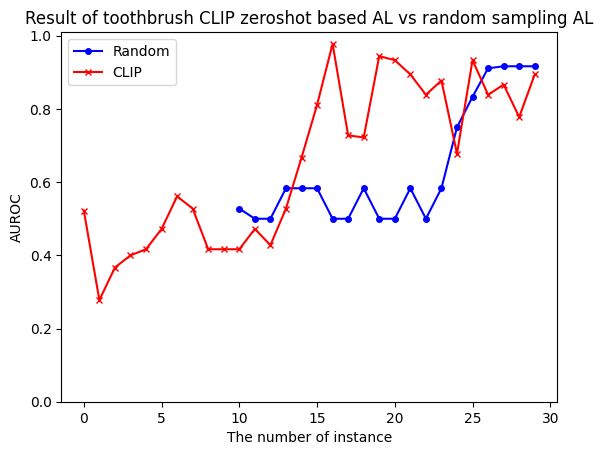 Result of toothbrush CLIP zeroshot based AL vs random sampling AL
Random
CLIP
1.0
0.8
0.6
0.4
0.2
0.0
AUROC
0 5 10 15 20 25 30
The number of instance